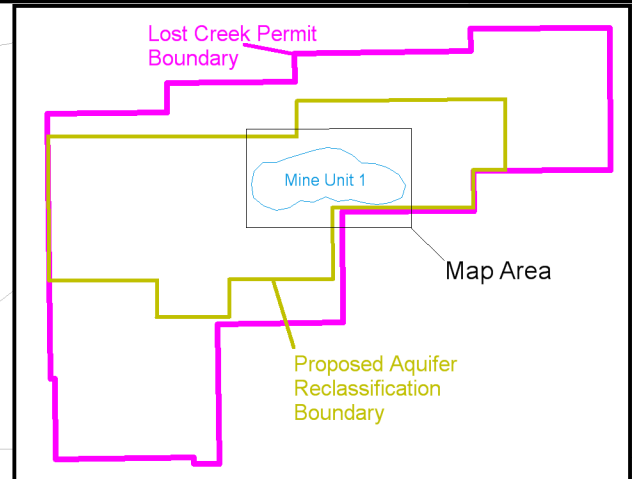 Lost Creek Permit
Boundary
Mine Unit 1
Map Area
Proposed Aquifer
Reclassification
Boundary